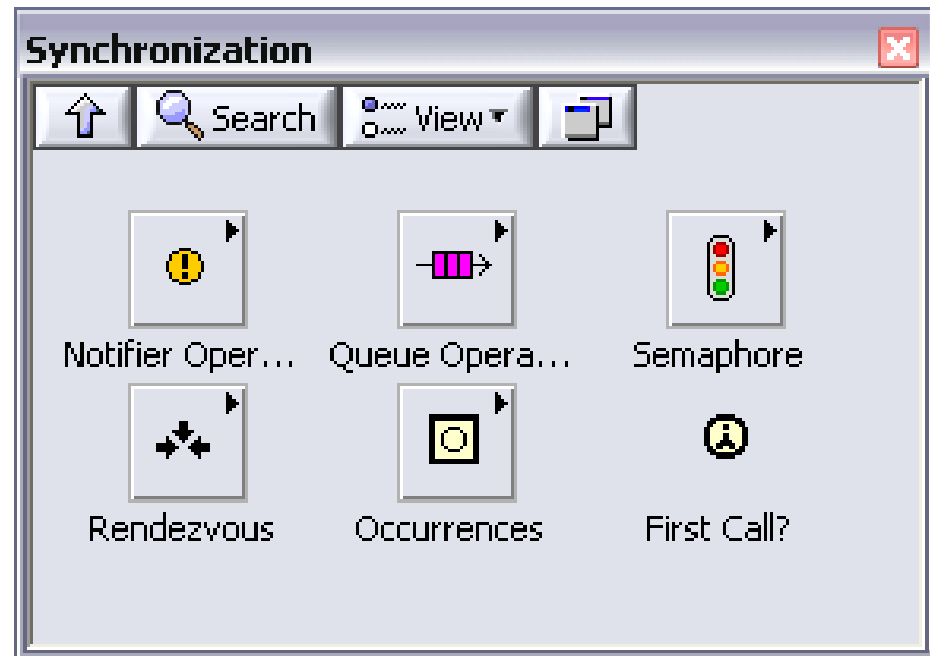 Synchronization
Search View
Notifier Oper... Queue Opera... Semaphore
Rendezvous Occurrences First Call?